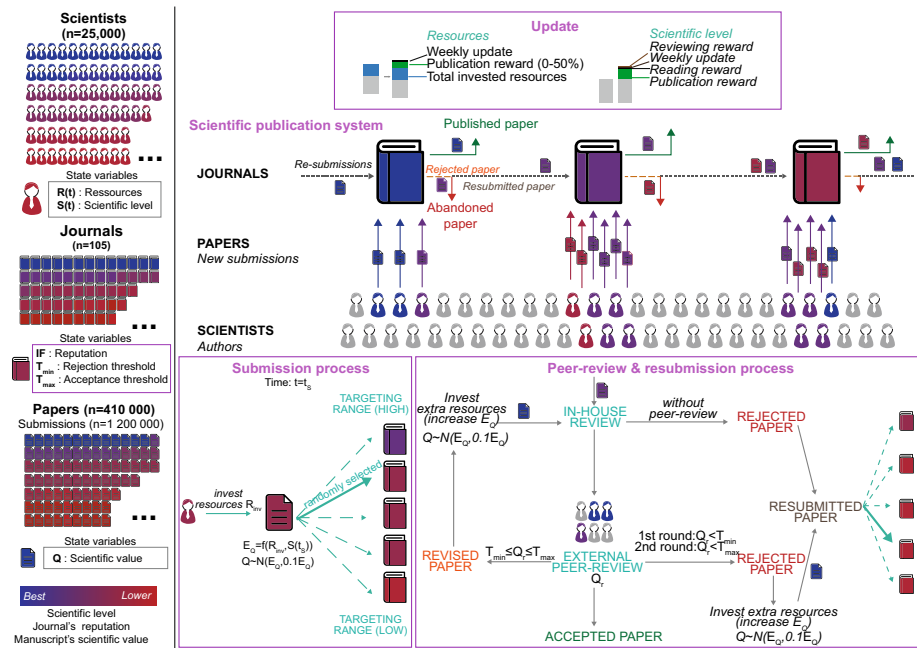 Scientists
(n=25,000)
...
State variables
R(t) : Ressources
S(t) : Scientific level
Journals
(n=105)
...
State variables
IF : Reputation
Tmin : Rejection threshold
Tmax : Acceptance threshold
Papers (n=410 000)
Submissions (n=1 200 000)
...
State variables
Q : Scientific value
Best Lower
Scientific level
Journal's reputation
Manuscript's scientific value
Update
Resources
Weekly update
Publication reward (0-50%)
Total invested resources
Scientific level
Reviewing reward
Weekly update
Reading reward
Publication reward
Scientific publication system
Published paper
Re-submissions
JOURNALS
Rejected paper
Resubmitted paper
Abandoned
paper
PAPERS
New submissions
SCIENTISTS
Authors
Submission process
Time: t=tS
TARGETING
RANGE (HIGH)
randomly selected
invest
resources Rinv
EQ=f(Rinv,S(tS))
Q~N(EQ,0.1EQ)
TARGETING
RANGE (LOW)
Peer-review & resubmission process
Invest
extra resources
(increase EQ)
Q~N(EQ,0.1EQ)
IN-HOUSE
REVIEW
without
peer-review
REJECTED
PAPER
RESUBMITTED
PAPER
REVISED
PAPER
Tmin≤Qr≤Tmax
EXTERNAL
PEER-REVIEW
Qr
1st round:Qr<Tmin
2nd round:Qr<Tmax
REJECTED
PAPER
Invest extra resources
(increase EQ)
Q~N(EQ,0.1EQ)
ACCEPTED PAPER